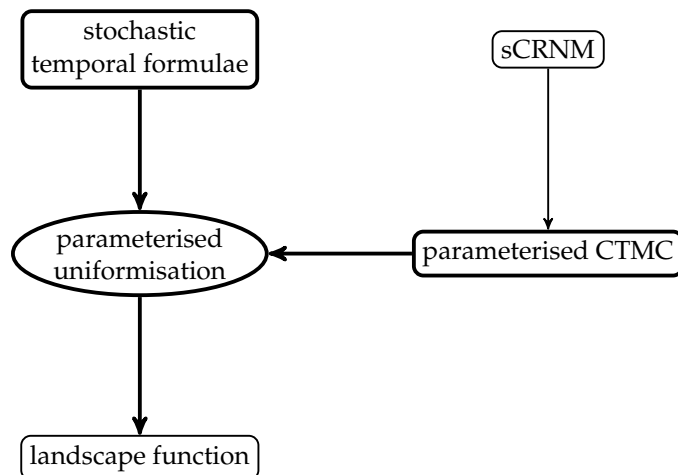 stochastic
temporal formulae
sCRNM
parameterised
uniformisation
parameterised CTMC
landscape function